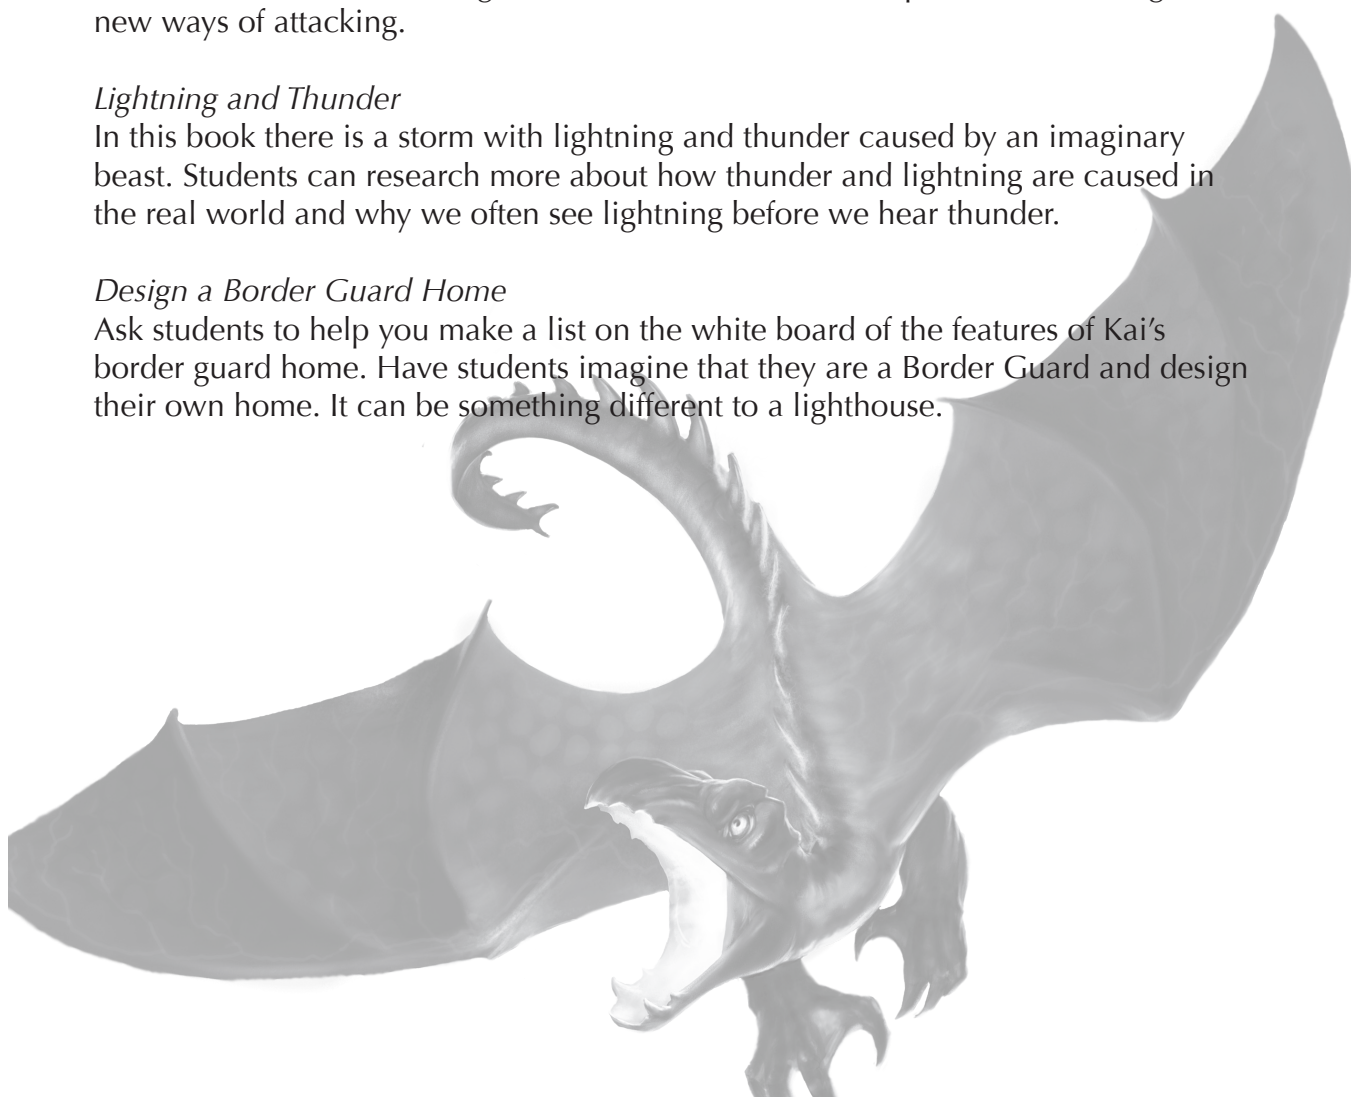 new ways of attacking.
Lightning and Thunder
In this book there is a storm with lightning and thunder caused by an imaginary
beast. Students can research more about how thunder and lightning are caused in
the real world and why we often see lightning before we hear thunder.
Design a Border Guard Home
Ask students to help you make a list on the white board of the features of Kai’s
border guard home. Have students imagine that they are a Border Guard and design
their own home. It can be something different to a lighthouse.